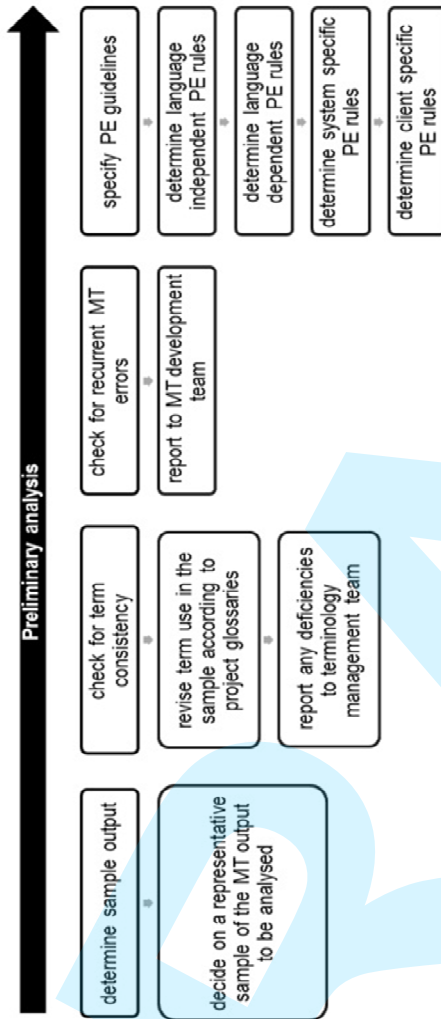 Preliminary analysis
determine sample output
decide on a representative
sample of the MT output
to be analysed
check for term
consistency
revise term use in the
sample according to
project glossaries
report any deficiencies
to terminology
management team
check for recurrent MT
errors
report to MT development
team
specify PE guidelines
determine language
independent PE rules
determine language
dependent PE rules
determine system specific
PE rules
determine client specific
PE rules